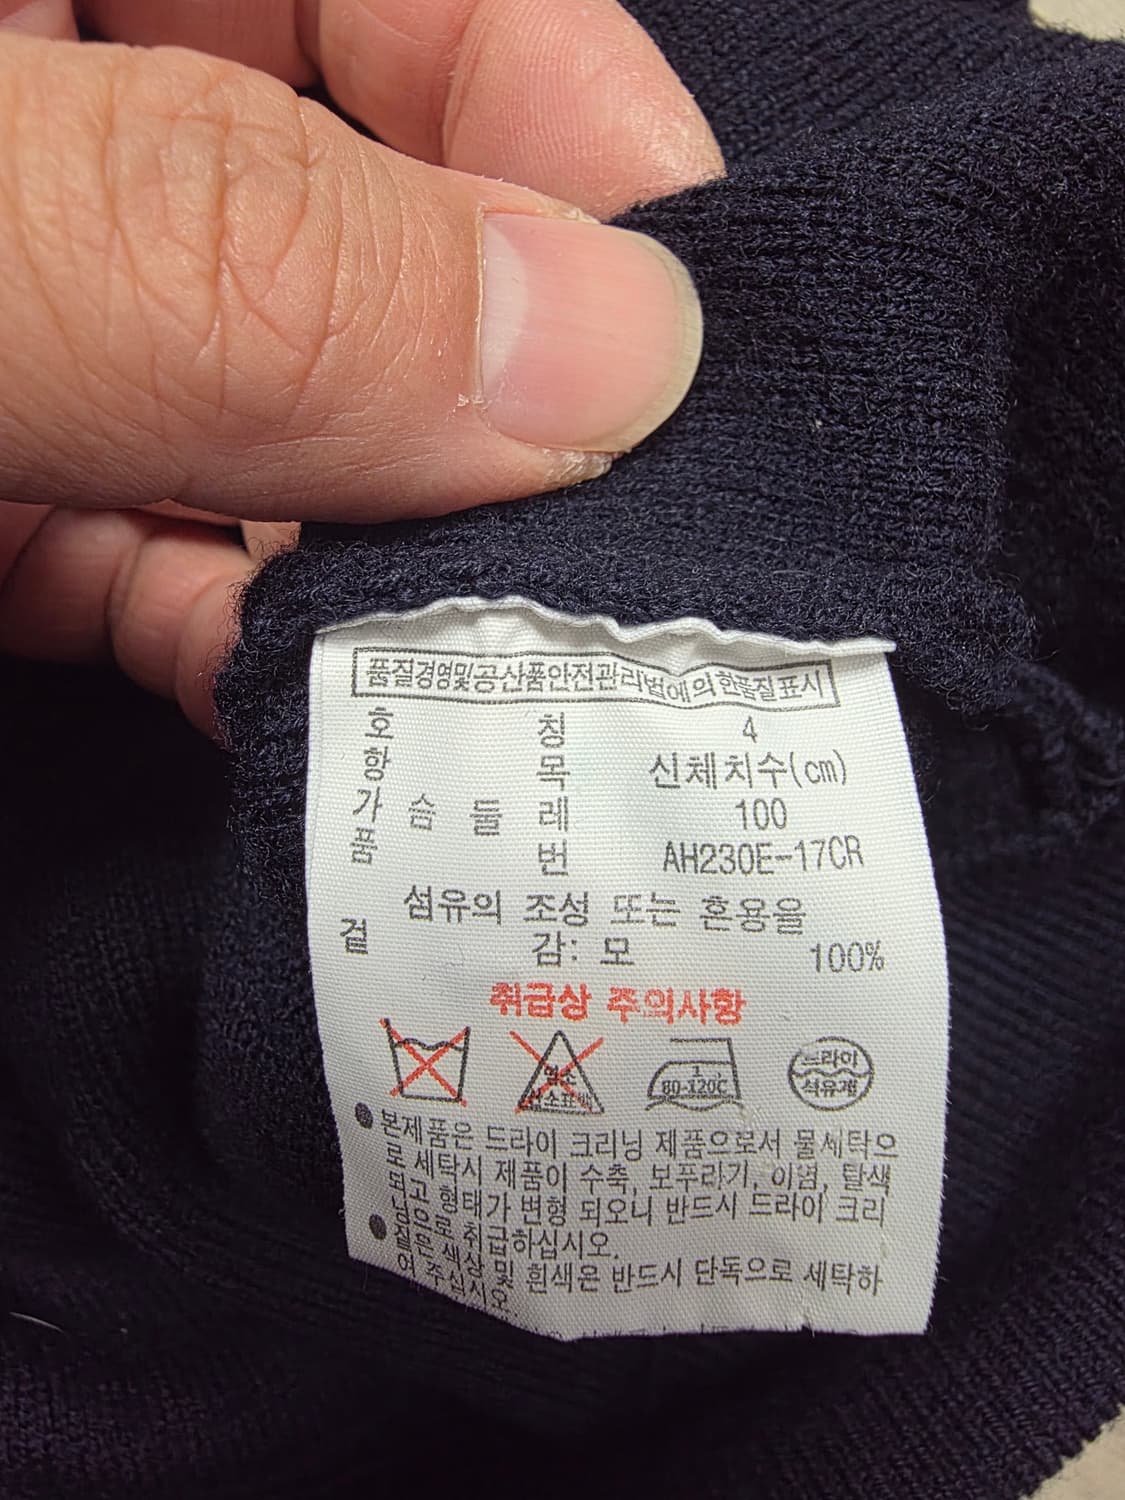 품질경영및공산품안전관리법에의한품질표시
호 칭 4
항 목 신체치수(cm)
가 슴 둘 레 100
품 번 AH230E-17CR
섬유의 조성 또는 혼용율
겉 감: 모 100%
취급상 주의사항
염소
산소표백
1
80-120C
드라이
석유계
●본제품은 드라이 크리닝 제품으로서 물세탁으
로 세탁시 제품이 수축, 보푸라기, 이염, 탈색
되고 형태가 변형 되오니 반드시 드라이 크리
닝으로 취급하십시오.
●짙은색상및 흰색은 반드시 단독으로 세탁하
여 주십시오.